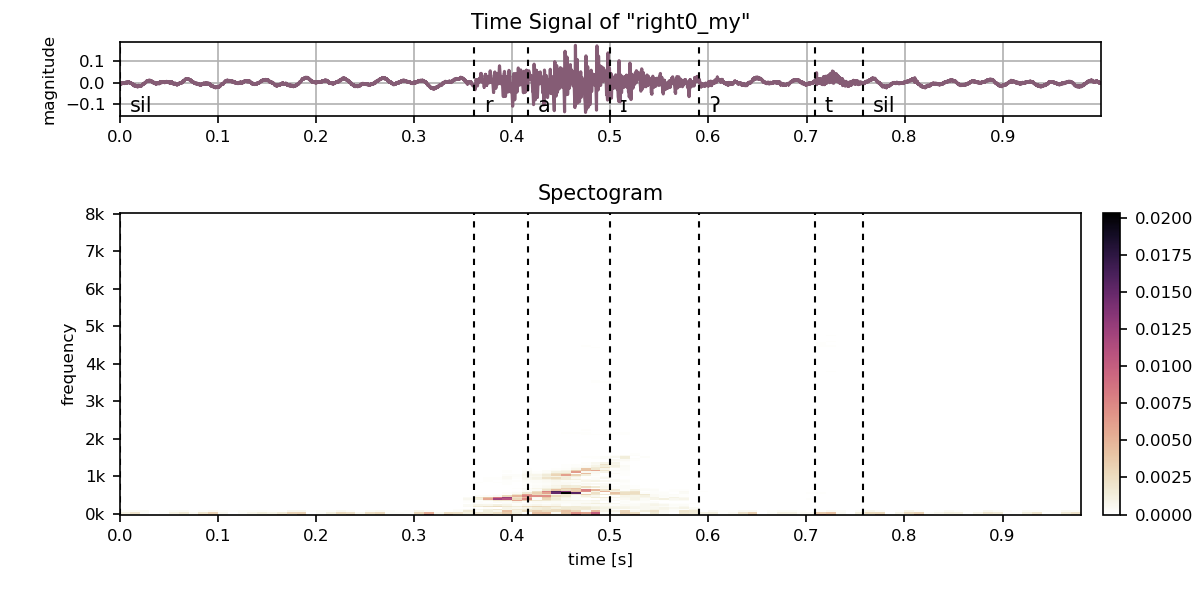 Time Signal of "right0_my"
magnitude
0.1
0.0
−0.1
sil r a ɪ ʔ t sil
0.0 0.1 0.2 0.3 0.4 0.5 0.6 0.7 0.8 0.9
Spectogram
frequency
8k
7k
6k
5k
4k
3k
2k
1k
0k
0.0 0.1 0.2 0.3 0.4 0.5 0.6 0.7 0.8 0.9
time [s]
0.0200
0.0175
0.0150
0.0125
0.0100
0.0075
0.0050
0.0025
0.0000